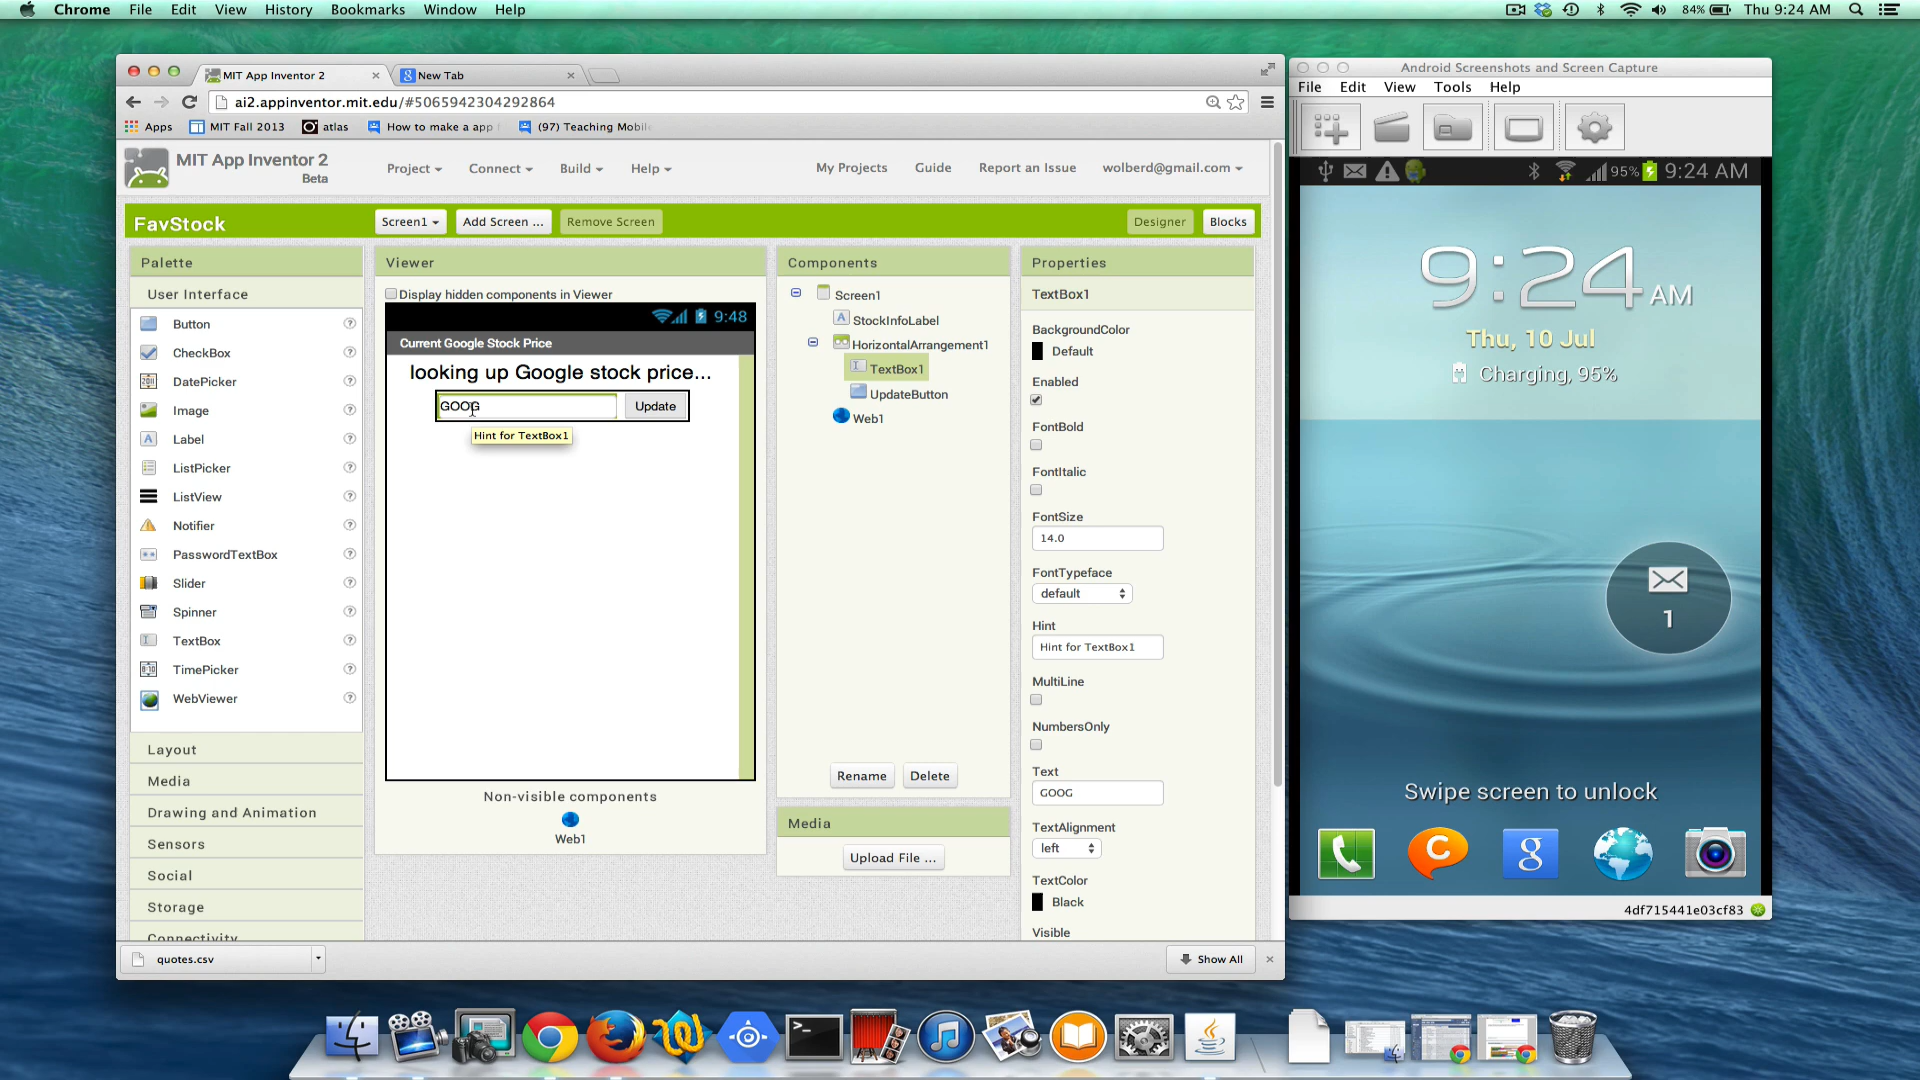 Chrome File Edit View History Bookmarks Window Help 84% Thu 9:24 AM
MIT App Inventor 2
New Tab
ai2.appinventor.mit.edu/#5065942304292864
Apps MIT Fall 2013 atlas How to make a app (97) Teaching Mobil
MIT App Inventor 2
Beta
Project Connect Build Help My Projects Guide Report an Issue wolberd@gmail.com
FavStock Screen1 Add Screen ... Remove Screen Designer Blocks
Palette
User Interface
Button
CheckBox
DatePicker
Image
Label
ListPicker
ListView
Notifier
PasswordTextBox
Slider
Spinner
TextBox
TimePicker
WebViewer
Layout
Media
Drawing and Animation
Sensors
Social
Storage
Connectivity
Viewer
Display hidden components in Viewer
9:48
Current Google Stock Price
looking up Google stock price...
GOOG Update
Hint for TextBox1
Non-visible components
Web1
Components
Screen1
StockInfoLabel
HorizontalArrangement1
TextBox1
UpdateButton
Web1
Rename Delete
Media
Upload File ...
Properties
TextBox1
BackgroundColor
Default
Enabled
FontBold
FontItalic
FontSize
14.0
FontTypeface
default
Hint
Hint for TextBox1
MultiLine
NumbersOnly
Text
GOOG
TextAlignment
left
TextColor
Black
Visible
quotes.csv Show All
Android Screenshots and Screen Capture
File Edit View Tools Help
95% 9:24 AM
9:24 AM
Thu, 10 Jul
Charging, 95%
1
Swipe screen to unlock
4df715441e03cf83